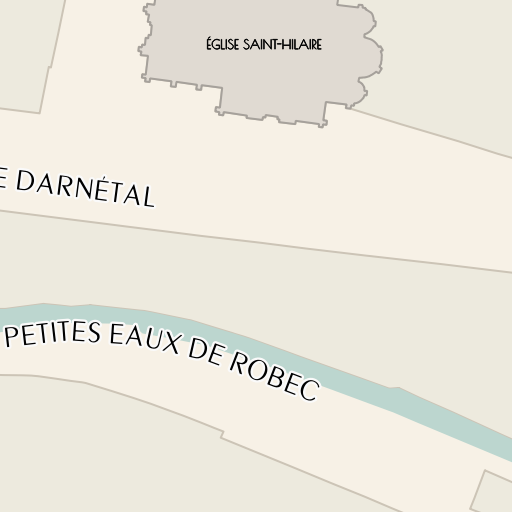 ÉGLISE SAINT-HILAIRE
E DARNÉTAL
PETITES EAUX DE ROBEC